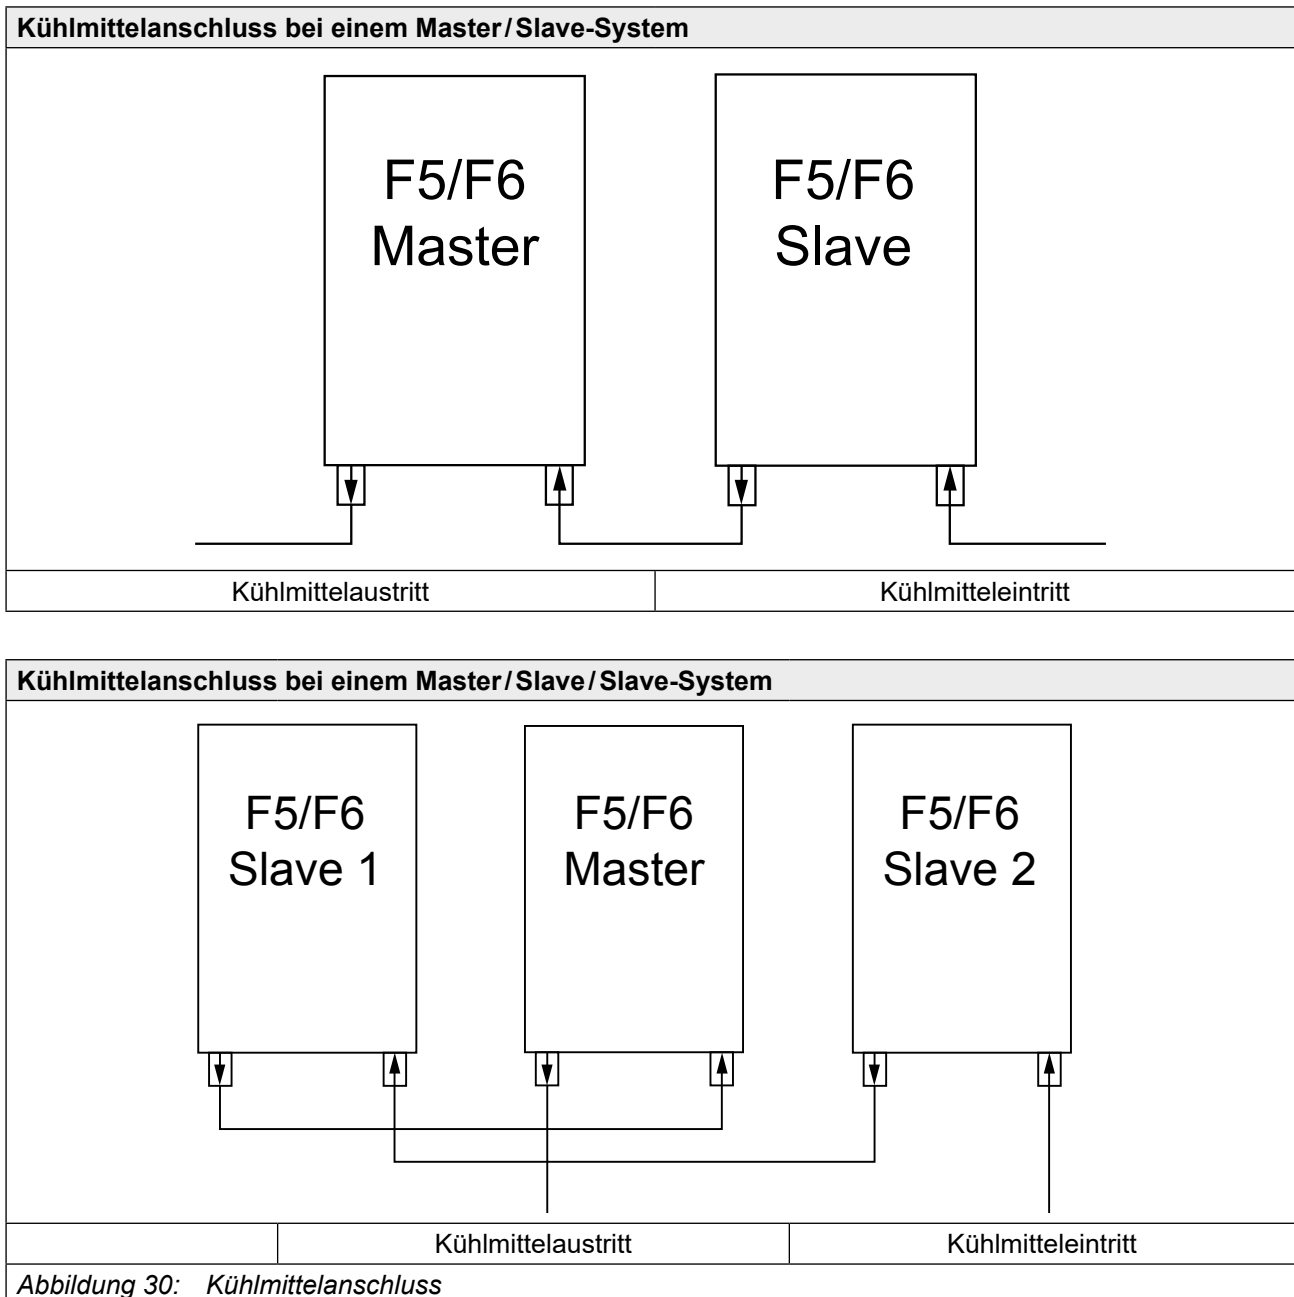 Kühlmittelanschluss bei einem Master/Slave-System
F5/F6
Master
F5/F6
Slave
Kühlmittelaustritt
Kühlmitteleintritt
Kühlmittelanschluss bei einem Master/Slave/Slave-System
F5/F6
Slave 1
F5/F6
Master
F5/F6
Slave 2
Kühlmittelaustritt
Kühlmitteleintritt
Abbildung 30: Kühlmittelanschluss